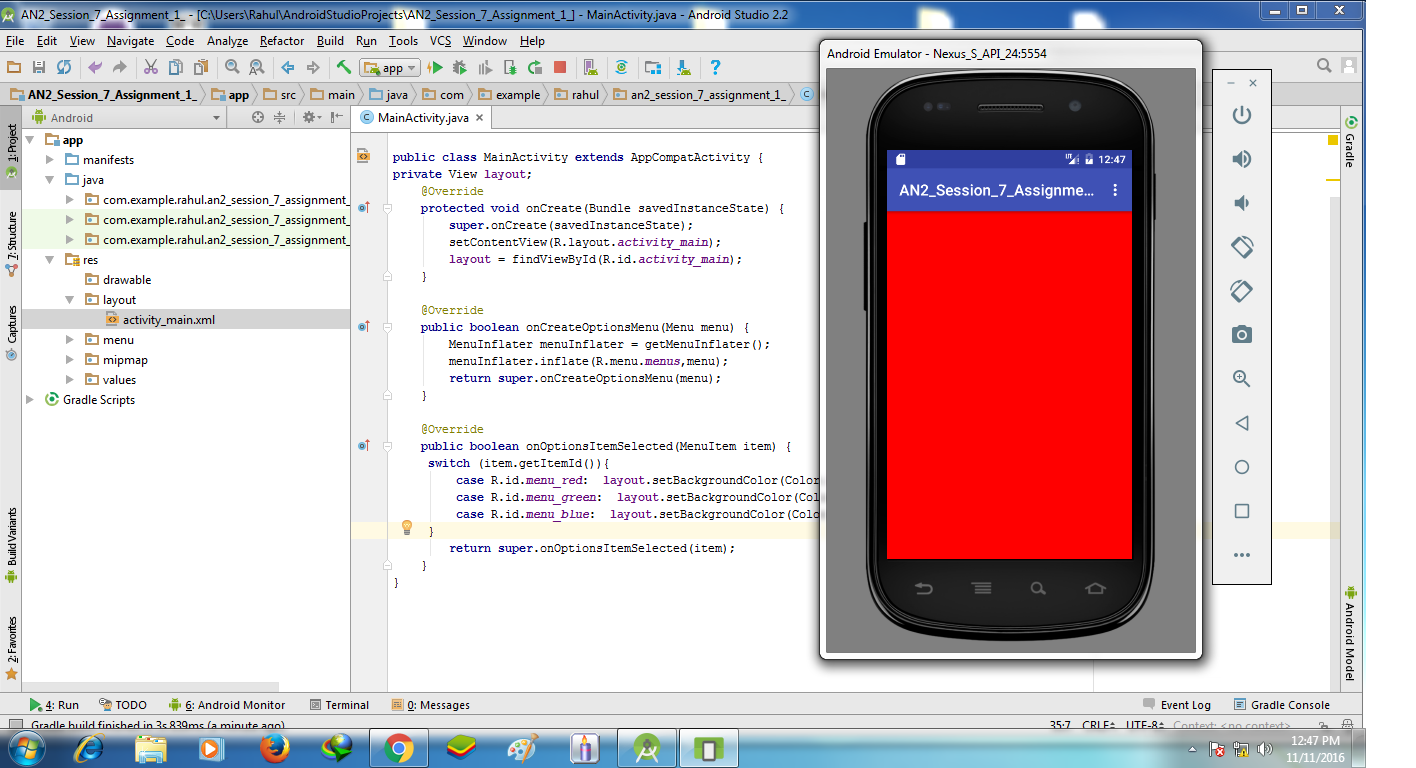 AN2_Session_7_Assignment_1_ - [C:\Users\Rahul\AndroidStudioProjects\AN2_Session_7_Assignment_1_] - MainActivity.java - Android Studio 2.2
File Edit View Navigate Code Analyze Refactor Build Run Tools VCS Window Help
app
AN2_Session_7_Assignment_1_ app src main java com example rahul an2_session_7_assignment_1_
Android
MainActivity.java
1: Project
7: Structure
Captures
Build Variants
2: Favorites
app
manifests
java
com.example.rahul.an2_session_7_assignment_
com.example.rahul.an2_session_7_assignment_
com.example.rahul.an2_session_7_assignment_
res
drawable
layout
activity_main.xml
menu
mipmap
values
Gradle Scripts
public class MainActivity extends AppCompatActivity {
private View layout;
@Override
protected void onCreate(Bundle savedInstanceState) {
super.onCreate(savedInstanceState);
setContentView(R.layout.activity_main);
layout = findViewById(R.id.activity_main);
}
@Override
public boolean onCreateOptionsMenu(Menu menu) {
MenuInflater menuInflater = getMenuInflater();
menuInflater.inflate(R.menu.menus,menu);
return super.onCreateOptionsMenu(menu);
}
@Override
public boolean onOptionsItemSelected(MenuItem item) {
switch (item.getItemId()){
case R.id.menu_red: layout.setBackgroundColor(Color
case R.id.menu_green: layout.setBackgroundColor(Col
case R.id.menu_blue: layout.setBackgroundColor(Colo
}
return super.onOptionsItemSelected(item);
}
}
Android Emulator - Nexus_S_API_24:5554
12:47
AN2_Session_7_Assignme...
Gradle
Android Model
4: Run TODO 6: Android Monitor Terminal 0: Messages Event Log Gradle Console
Gradle build finished in 3s 839ms (a minute ago) 35:7 CRLF UTF-8 Context: <no context>
12:47 PM
11/11/2016